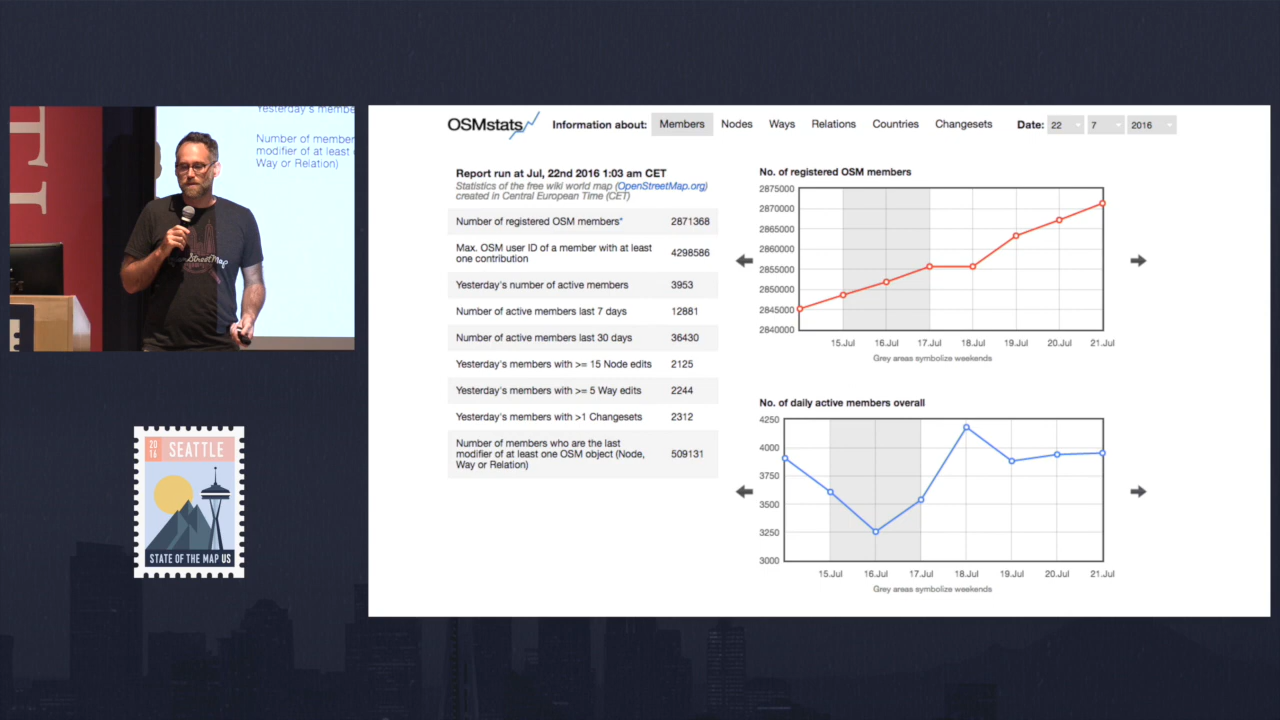 Yesterday's membe
Number of member
modifier of at least
Way or Relation)
StreetMap
20
16
SEATTLE
STATE OF THE MAP US
OSMstats
Information about: Members Nodes Ways Relations Countries Changesets Date: 22 7 2016
Report run at Jul, 22nd 2016 1:03 am CET
Statistics of the free wiki world map (OpenStreetMap.org)
created in Central European Time (CET)
Number of registered OSM members* 2871368
Max. OSM user ID of a member with at least
one contribution 4298586
Yesterday's number of active members 3953
Number of active members last 7 days 12881
Number of active members last 30 days 36430
Yesterday's members with >= 15 Node edits 2125
Yesterday's members with >= 5 Way edits 2244
Yesterday's members with >1 Changesets 2312
Number of members who are the last
modifier of at least one OSM object (Node,
Way or Relation) 509131
No. of registered OSM members
2875000
2870000
2865000
2860000
2855000
2850000
2845000
2840000
15.Jul 16.Jul 17.Jul 18.Jul 19.Jul 20.Jul 21.Jul
Grey areas symbolize weekends
No. of daily active members overall
4250
4000
3750
3500
3250
3000
15.Jul 16.Jul 17.Jul 18.Jul 19.Jul 20.Jul 21.Jul
Grey areas symbolize weekends